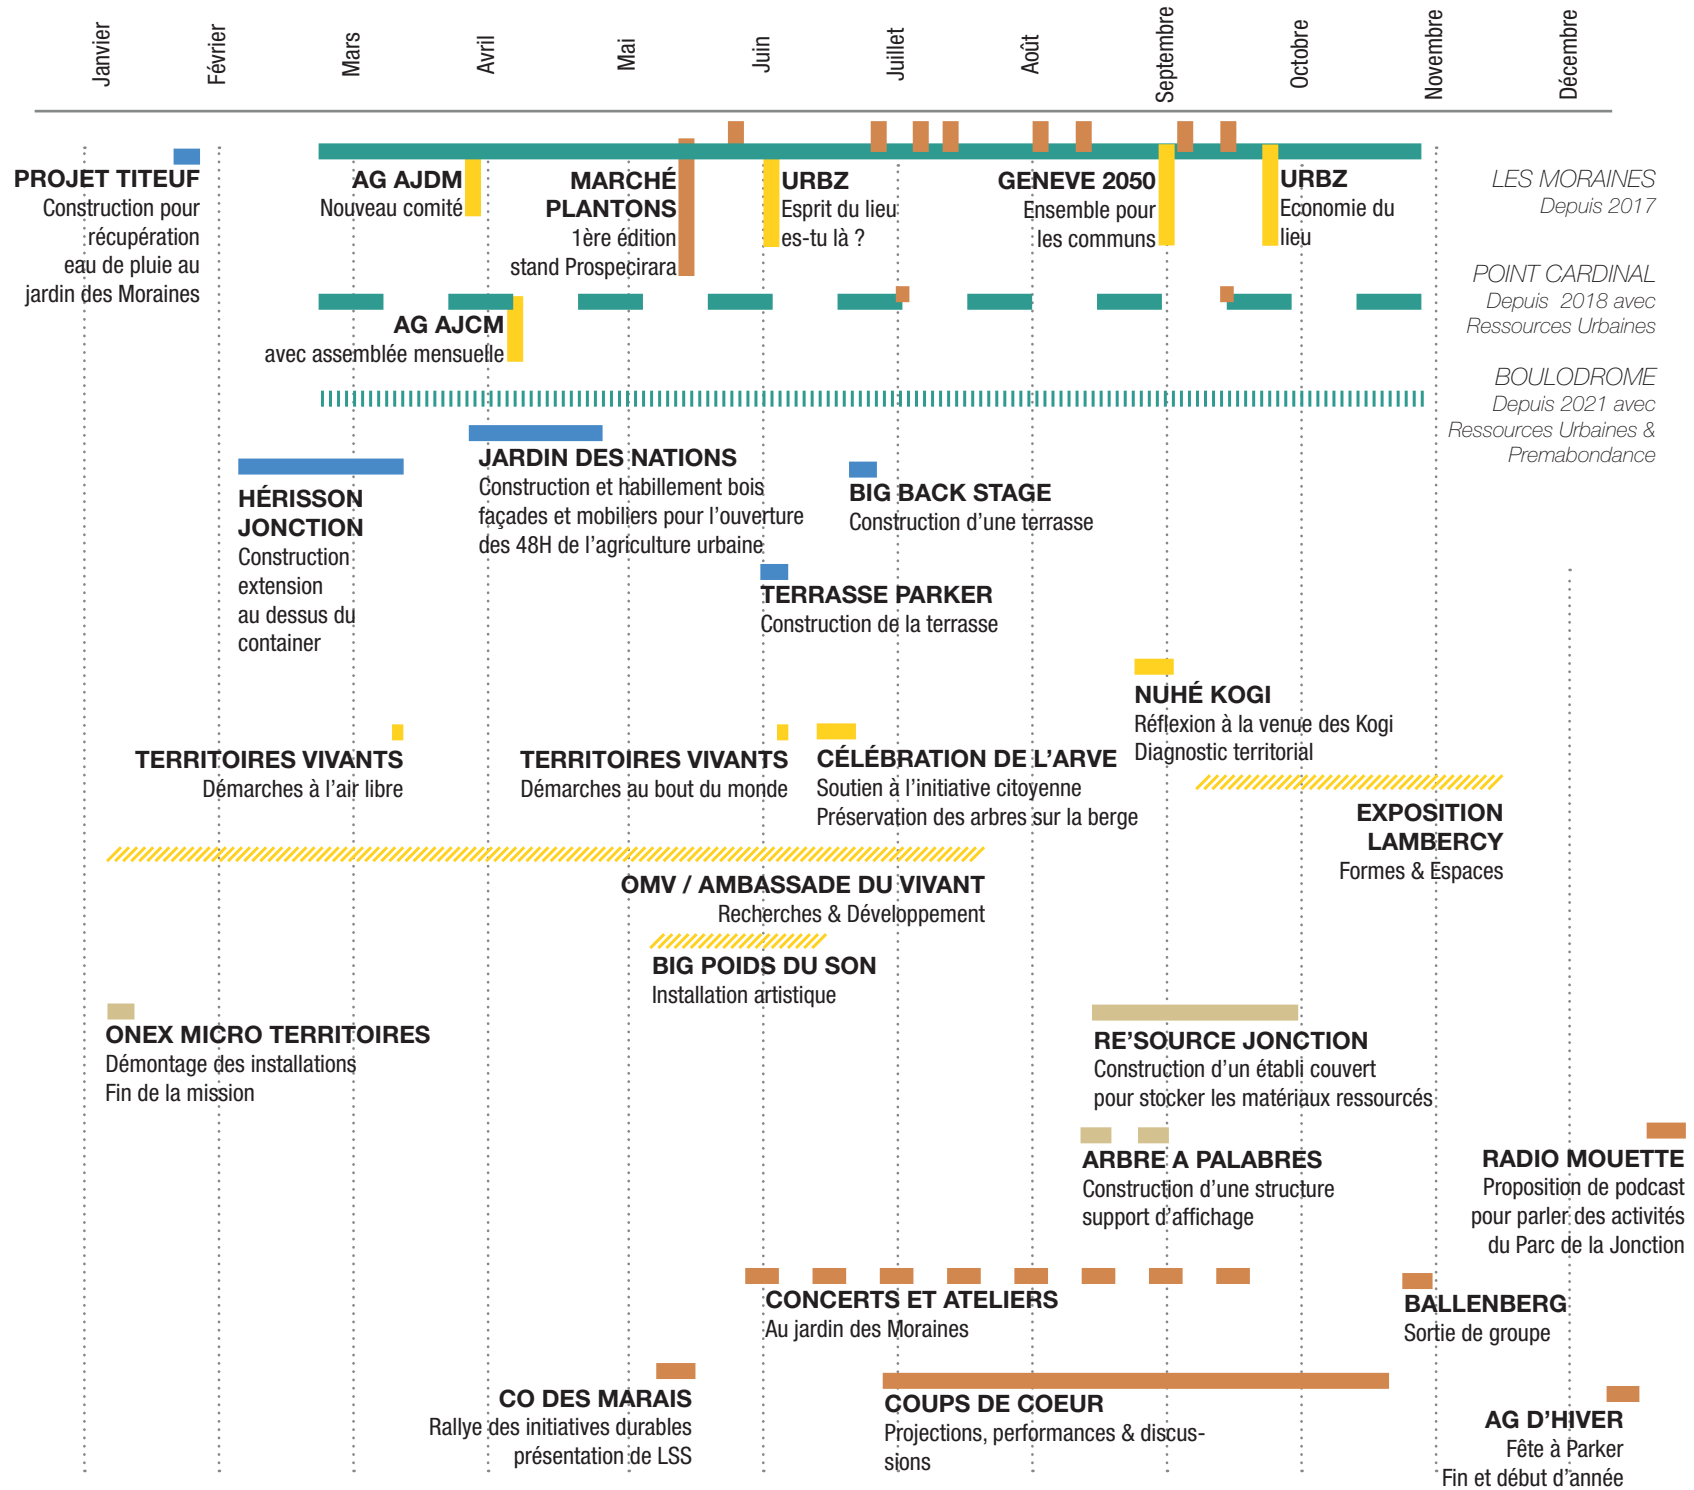 Janvier
Février
Mars
Avril
Mai
Juin
Juillet
Août
Septembre
Octobre
Novembre
Décembre
PROJET TITEUF
Construction pour
récupération
eau de pluie au
jardin des Moraines
AG AJDM
Nouveau comité
MARCHÉ
PLANTONS
1ère édition
stand Prospecirara
URBZ
Esprit du lieu
es-tu là ?
GENEVE 2050
Ensemble pour
les communs
URBZ
Economie du
lieu
LES MORAINES
Depuis 2017
AG AJCM
avec assemblée mensuelle
POINT CARDINAL
Depuis 2018 avec
Ressources Urbaines
BOULODROME
Depuis 2021 avec
Ressources Urbaines &
Premabondance
HÉRISSON
JONCTION
Construction
extension
au dessus du
container
JARDIN DES NATIONS
Construction et habillement bois
façades et mobiliers pour l'ouverture
des 48H de l'agriculture urbaine
BIG BACK STAGE
Construction d'une terrasse
TERRASSE PARKER
Construction de la terrasse
NUHÉ KOGI
Réflexion à la venue des Kogi
Diagnostic territorial
TERRITOIRES VIVANTS
Démarches à l'air libre
TERRITOIRES VIVANTS
Démarches au bout du monde
CÉLÉBRATION DE L'ARVE
Soutien à l'initiative citoyenne
Préservation des arbres sur la berge
EXPOSITION
LAMBERCY
Formes & Espaces
OMV / AMBASSADE DU VIVANT
Recherches & Développement
BIG POIDS DU SON
Installation artistique
ONEX MICRO TERRITOIRES
Démontage des installations
Fin de la mission
RE'SOURCE JONCTION
Construction d'un établi couvert
pour stocker les matériaux ressourcés
ARBRE A PALABRES
Construction d'une structure
support d'affichage
RADIO MOUETTE
Proposition de podcast
pour parler des activités
du Parc de la Jonction
CONCERTS ET ATELIERS
Au jardin des Moraines
BALLENBERG
Sortie de groupe
CO DES MARAIS
Rallye des initiatives durables
présentation de LSS
COUPS DE COEUR
Projections, performances & discus-
sions
AG D'HIVER
Fête à Parker
Fin et début d'année